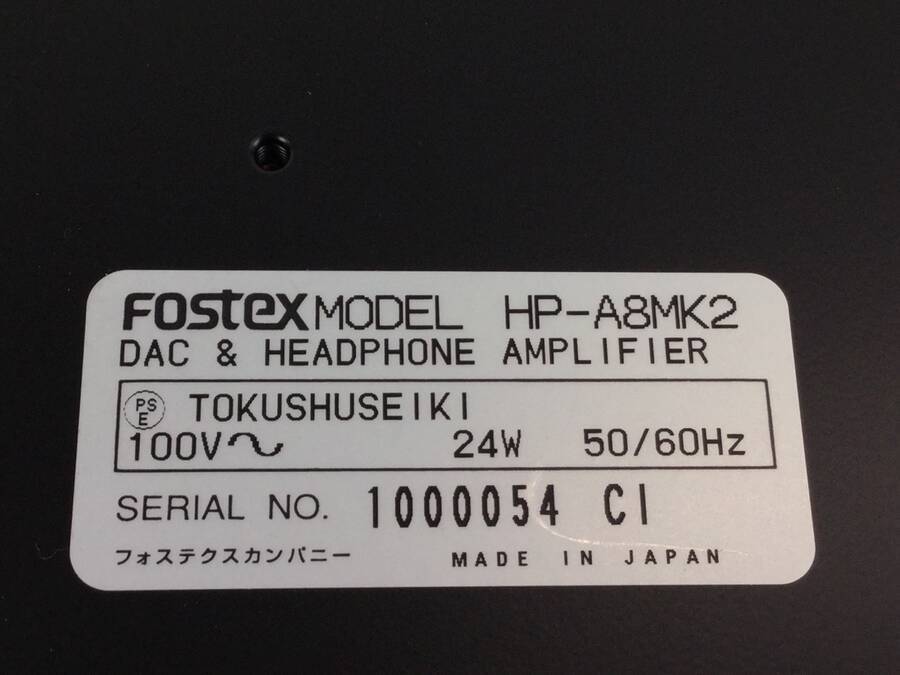 Fostex MODEL HP-A8MK2
DAC & HEADPHONE AMPLIFIER
PS
E
TOKUSHUSEIKI
100V～ 24W 50/60Hz
SERIAL NO. 1000054 CI
フォステクスカンパニー MADE IN JAPAN